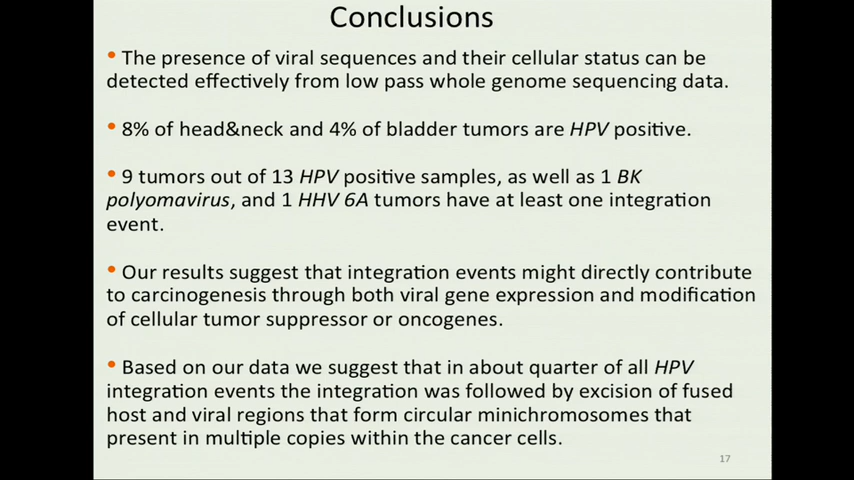 Conclusions
• The presence of viral sequences and their cellular status can be
detected effectively from low pass whole genome sequencing data.
• 8% of head&neck and 4% of bladder tumors are HPV positive.
• 9 tumors out of 13 HPV positive samples, as well as 1 BK
polyomavirus, and 1 HHV 6A tumors have at least one integration
event.
• Our results suggest that integration events might directly contribute
to carcinogenesis through both viral gene expression and modification
of cellular tumor suppressor or oncogenes.
• Based on our data we suggest that in about quarter of all HPV
integration events the integration was followed by excision of fused
host and viral regions that form circular minichromosomes that
present in multiple copies within the cancer cells.
17